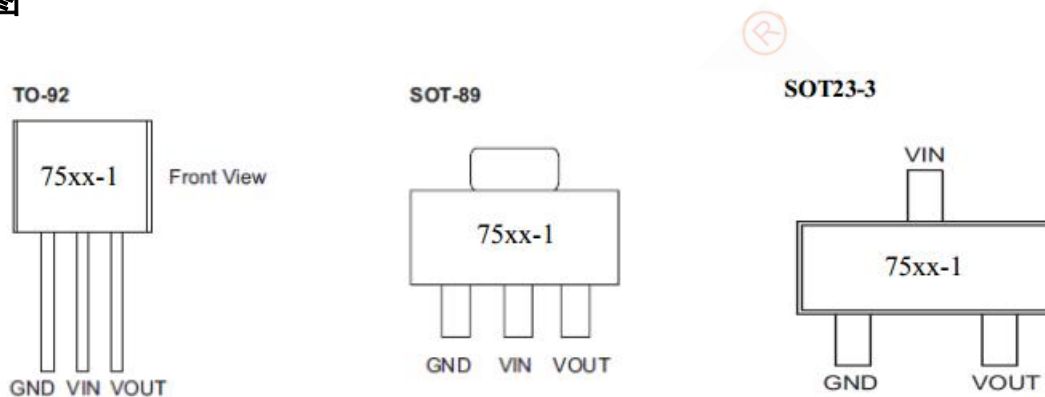 图
®
TO-92
75xx-1
Front View
GND VIN VOUT
SOT-89
75xx-1
GND VIN VOUT
SOT23-3
VIN
75xx-1
GND VOUT